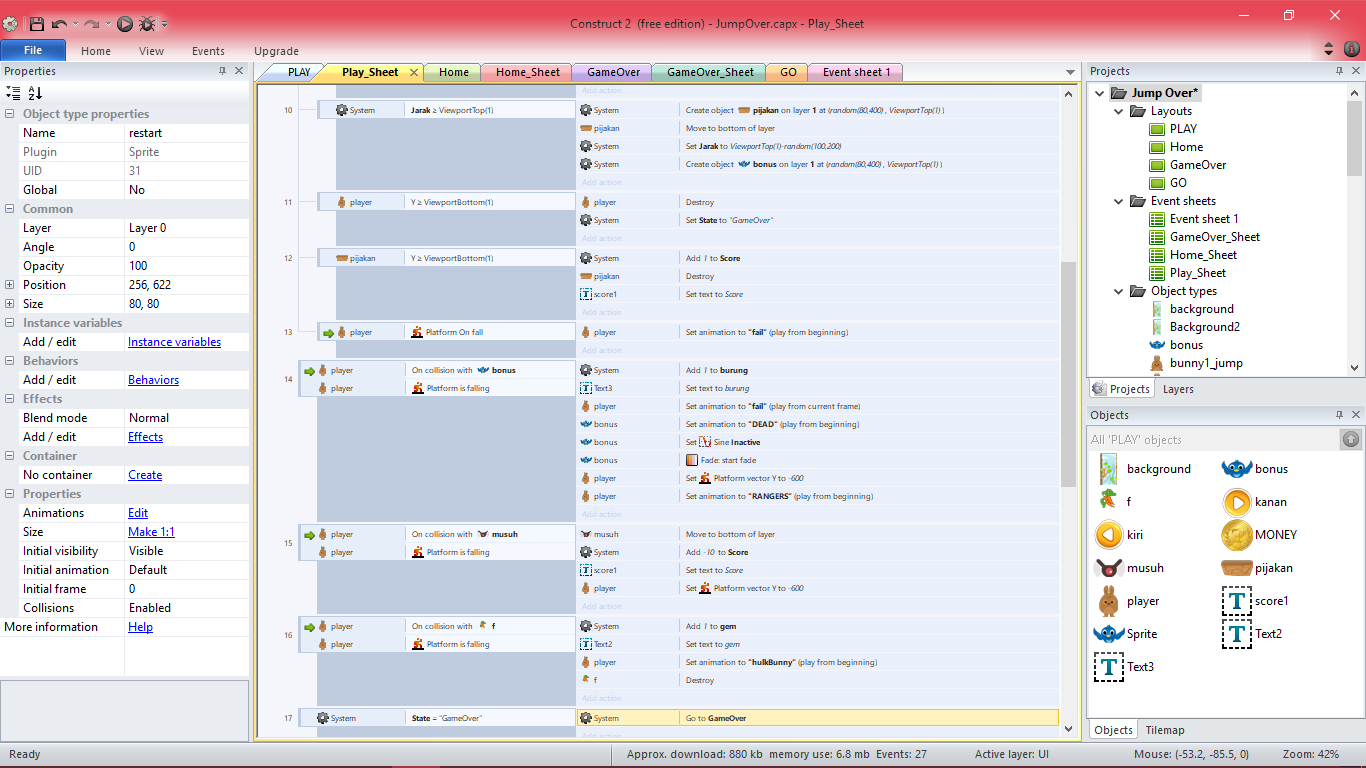 Construct 2 (free edition) - JumpOver.capx - Play_Sheet
File Home View Events Upgrade
Properties
Object type properties
Name restart
Plugin Sprite
UID 31
Global No
Common
Layer Layer 0
Angle 0
Opacity 100
Position 256, 622
Size 80, 80
Instance variables
Add / edit Instance variables
Behaviors
Add / edit Behaviors
Effects
Blend mode Normal
Add / edit Effects
Container
No container Create
Properties
Animations Edit
Size Make 1:1
Initial visibility Visible
Initial animation Default
Initial frame 0
Collisions Enabled
More information Help
PLAY Play_Sheet Home Home_Sheet GameOver GameOver_Sheet GO Event sheet 1
Add action
10 System Jarak ≥ ViewportTop(1) System Create object pijakan on layer 1 at (random(80,400), ViewportTop(1))
pijakan Move to bottom of layer
System Set Jarak to ViewportTop(1)-random(100,200)
System Create object bonus on layer 1 at (random(80,400), ViewportTop(1))
Add action
11 player Y ≥ ViewportBottom(1) player Destroy
System Set State to "GameOver"
Add action
12 pijakan Y ≥ ViewportBottom(1) System Add 1 to Score
pijakan Destroy
T score1 Set text to Score
Add action
13 player Platform On fall player Set animation to "fail" (play from beginning)
Add action
14 player On collision with bonus System Add 1 to burung
player Platform is falling T Text3 Set text to burung
player Set animation to "fail" (play from current frame)
bonus Set animation to "DEAD" (play from beginning)
bonus Set Sine Inactive
bonus Fade: start fade
player Set Platform vector Y to -600
player Set animation to "RANGERS" (play from beginning)
Add action
15 player On collision with musuh musuh Move to bottom of layer
player Platform is falling System Add -10 to Score
T score1 Set text to Score
player Set Platform vector Y to -600
Add action
16 player On collision with f System Add 1 to gem
player Platform is falling T Text2 Set text to gem
player Set animation to "hulkBunny" (play from beginning)
f Destroy
Add action
17 System State = "GameOver" System Go to GameOver
Add action
Projects
Jump Over*
Layouts
PLAY
Home
GameOver
GO
Event sheets
Event sheet 1
GameOver_Sheet
Home_Sheet
Play_Sheet
Object types
background
Background2
bonus
bunny1_jump
Projects Layers
Objects
All 'PLAY' objects
background bonus
f kanan
kiri MONEY
musuh pijakan
player T score1
Sprite T Text2
T Text3
Objects Tilemap
Ready Approx. download: 880 kb memory use: 6.8 mb Events: 27 Active layer: UI Mouse: (-53.2, -85.5, 0) Zoom: 42%